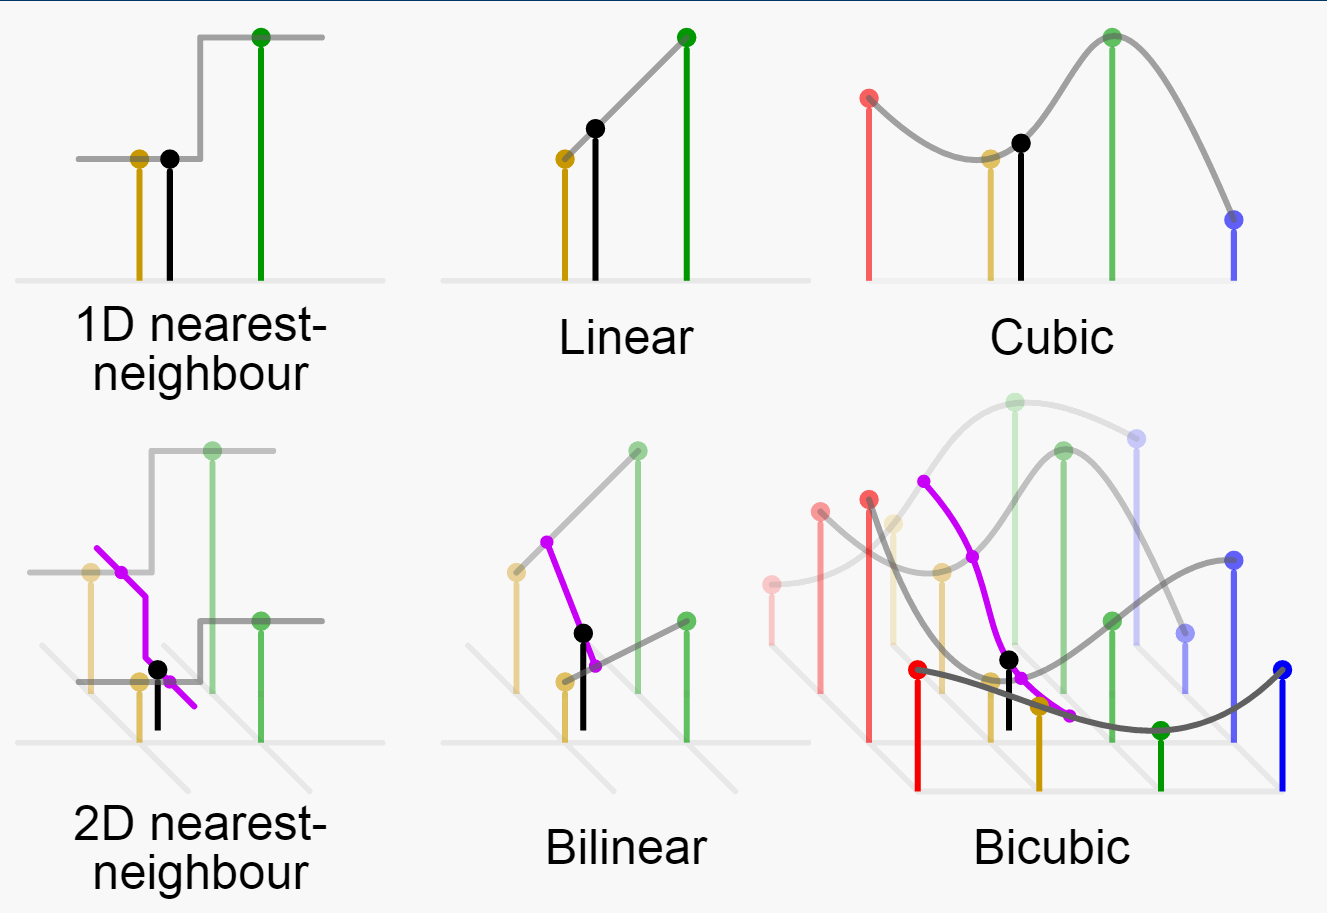 1D nearest-
neighbour
Linear
Cubic
2D nearest-
neighbour
Bilinear
Bicubic